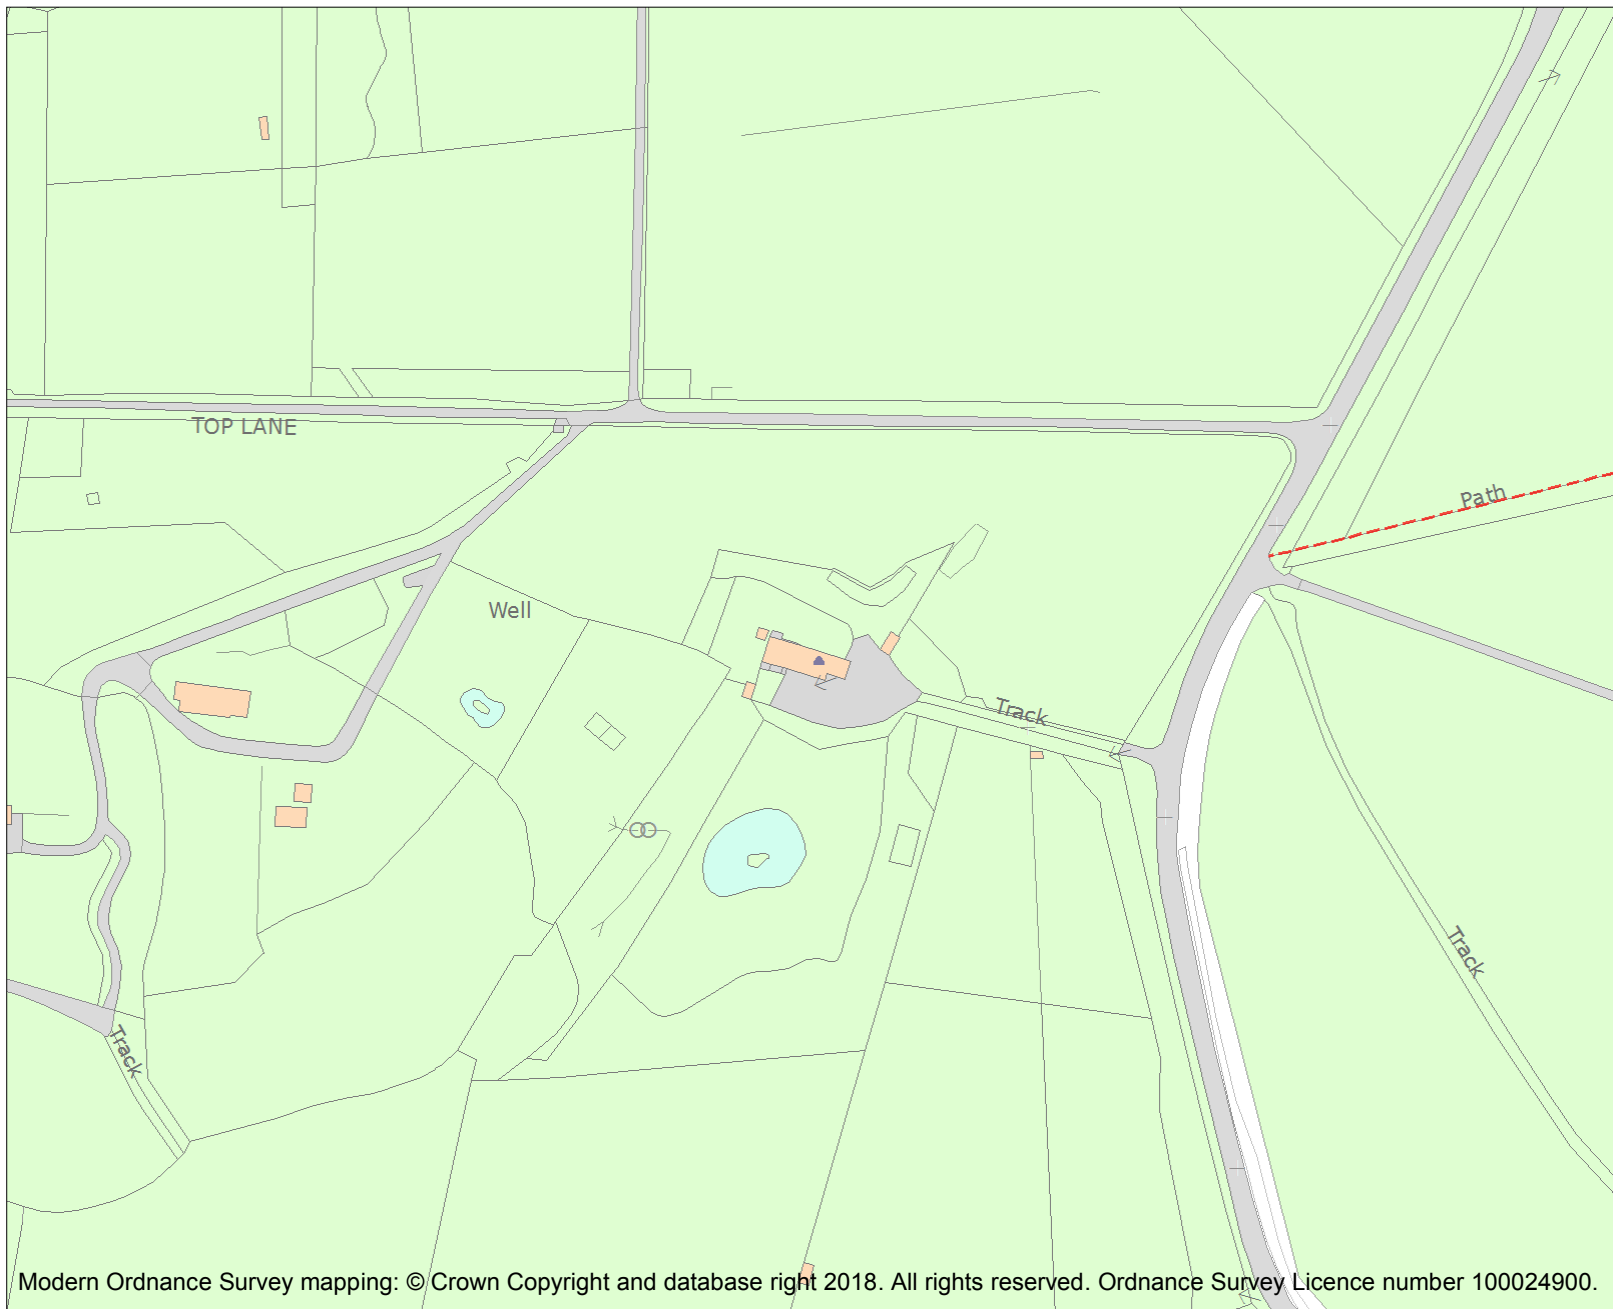 TOP LANE
Path
Well
Track
Track
Track
Modern Ordnance Survey mapping: © Crown Copyright and database right 2018. All rights reserved. Ordnance Survey Licence number 100024900.